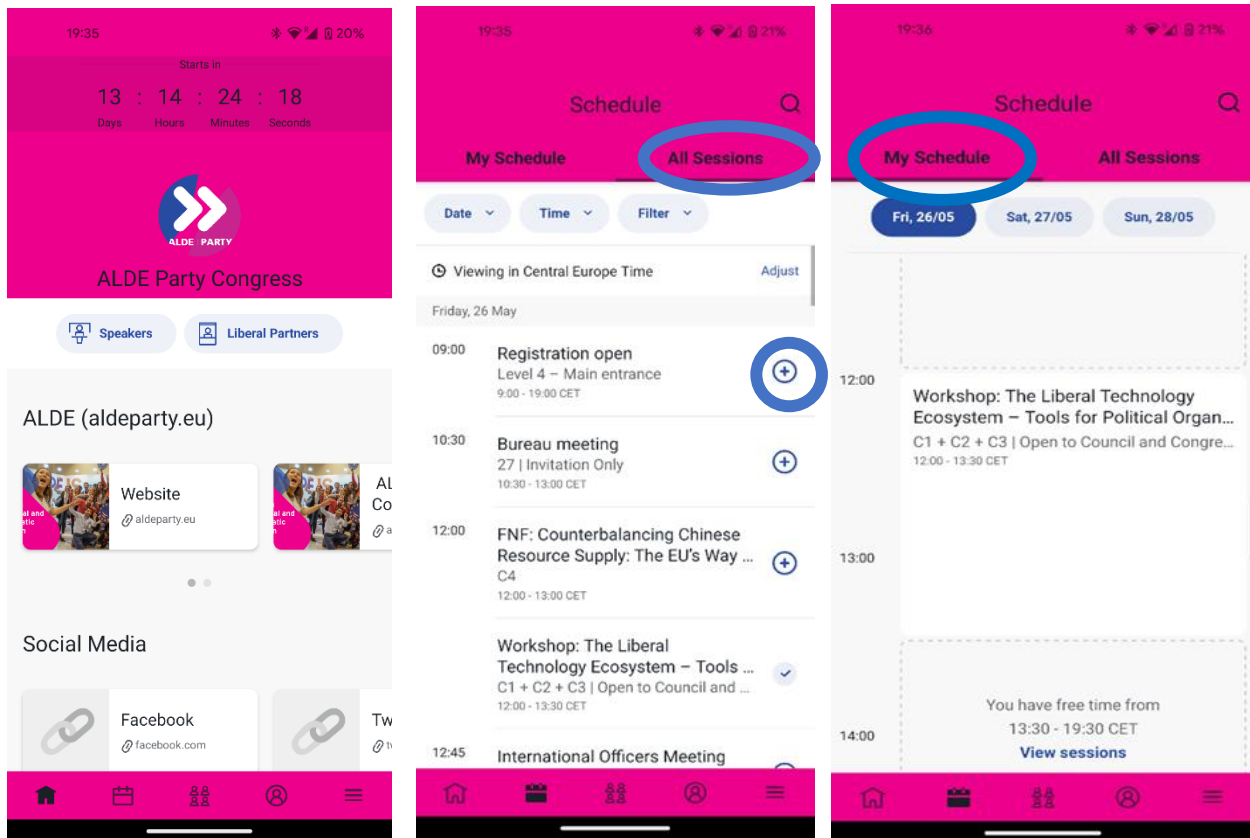 19:35
20%
Starts in
13 : 14 : 24 : 18
Days Hours Minutes Seconds
ALDE PARTY
ALDE Party Congress
Speakers
Liberal Partners
ALDE (aldeparty.eu)
Website
aldeparty.eu
AL
Co
a
Social Media
Facebook
facebook.com
Tw
19:35
21%
Schedule
My Schedule
All Sessions
Date
Time
Filter
Viewing in Central Europe Time
Adjust
Friday, 26 May
09:00
Registration open
Level 4 – Main entrance
9:00 - 19:00 CET
10:30
Bureau meeting
27 | Invitation Only
10:30 - 13:00 CET
12:00
FNF: Counterbalancing Chinese
Resource Supply: The EU's Way ...
C4
12:00 - 13:00 CET
Workshop: The Liberal
Technology Ecosystem – Tools ...
C1 + C2 + C3 | Open to Council and ...
12:00 - 13:30 CET
12:45
International Officers Meeting
19:36
21%
Schedule
My Schedule
All Sessions
Fri, 26/05
Sat, 27/05
Sun, 28/05
12:00
Workshop: The Liberal Technology
Ecosystem – Tools for Political Organ...
C1 + C2 + C3 | Open to Council and Congre...
12:00 - 13:30 CET
13:00
You have free time from
13:30 - 19:30 CET
View sessions
14:00